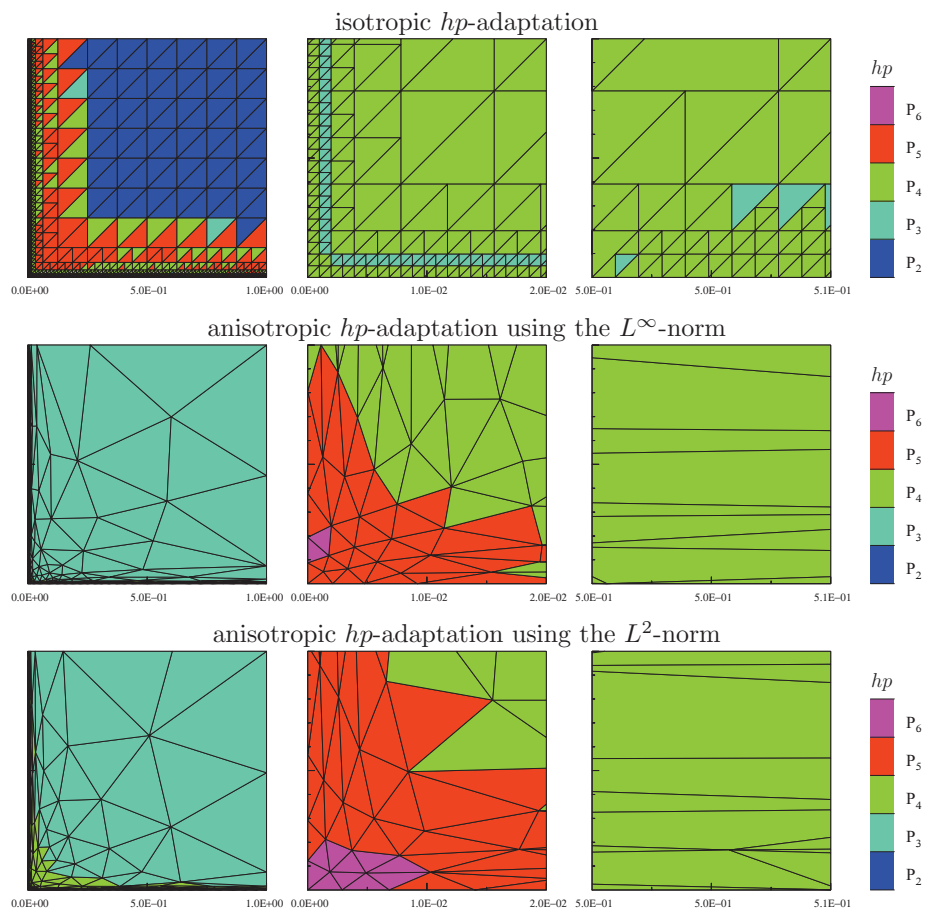 isotropic hp-adaptation
hp
P6
P5
P4
P3
P2
0.0E+00 5.0E-01 1.0E+00 0.0E+00 1.0E-02 2.0E-02 5.0E-01 5.0E-01 5.1E-01
anisotropic hp-adaptation using the L∞-norm
hp
P6
P5
P4
P3
P2
0.0E+00 5.0E-01 1.0E+00 0.0E+00 1.0E-02 2.0E-02 5.0E-01 5.0E-01 5.1E-01
anisotropic hp-adaptation using the L²-norm
hp
P6
P5
P4
P3
P2
0.0E+00 5.0E-01 1.0E+00 0.0E+00 1.0E-02 2.0E-02 5.0E-01 5.0E-01 5.1E-01